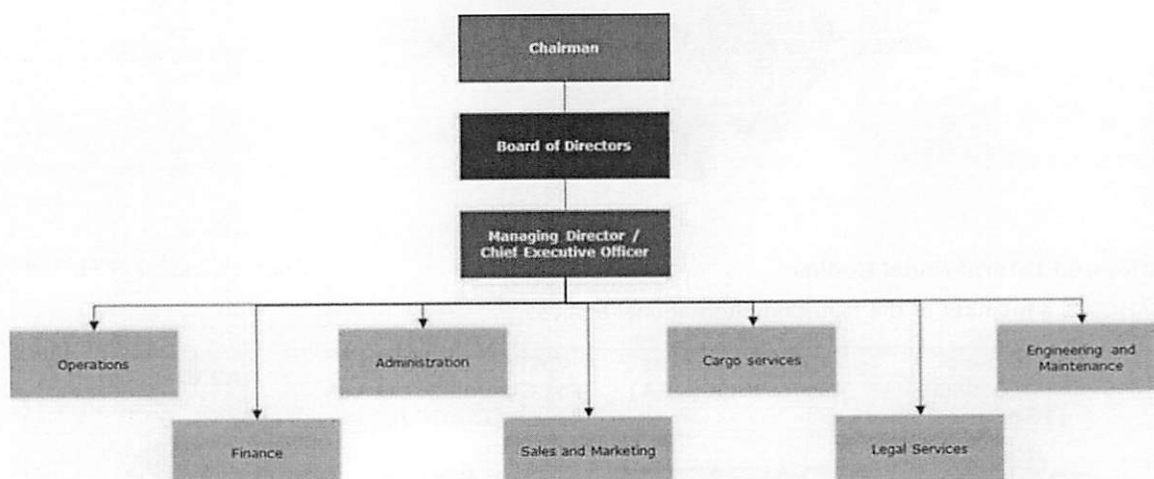 Chairman
Board of Directors
Managing Director /
Chief Executive Officer
Operations
Administration
Cargo services
Engineering and
Maintenance
Finance
Sales and Marketing
Legal Services